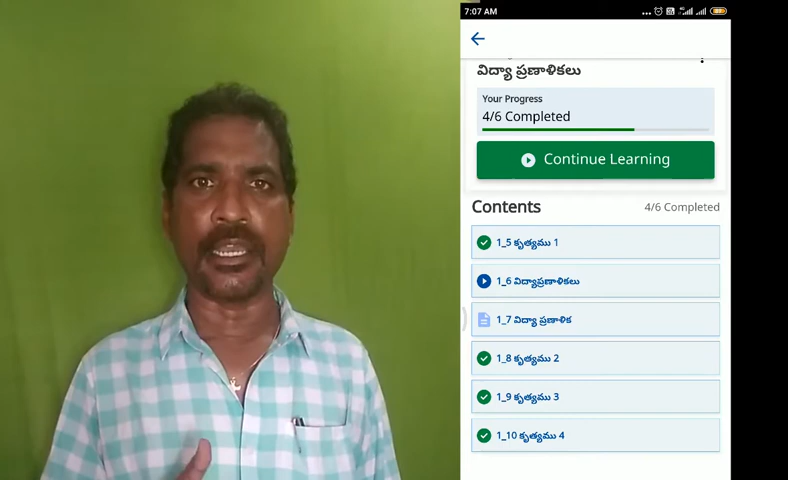 7:07 AM
విద్యా ప్రణాళికలు
Your Progress
4/6 Completed
Continue Learning
Contents
4/6 Completed
1_5 కృత్యము 1
1_6 విద్యాప్రణాళికలు
1_7 విద్యా ప్రణాళిక
1_8 కృత్యము 2
1_9 కృత్యము 3
1_10 కృత్యము 4